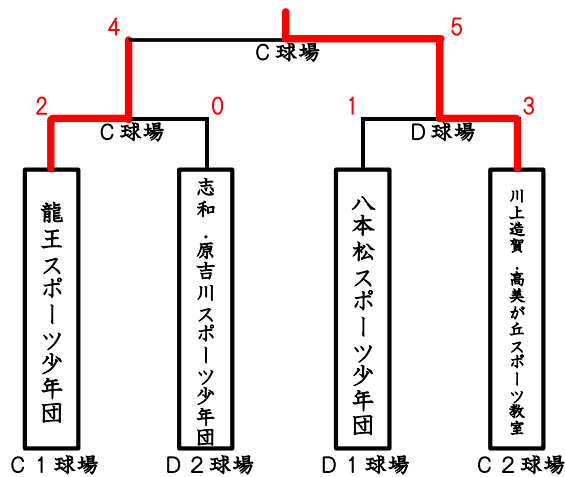 4 5
C球場
2 0 1 3
C球場 D球場
龍王スポーツ少年団
志和．原吉川スポーツ少年団
八本松スポーツ少年団
川上造賀．高美が丘スポーツ教室
C1球場 D2球場 D1球場 C2球場